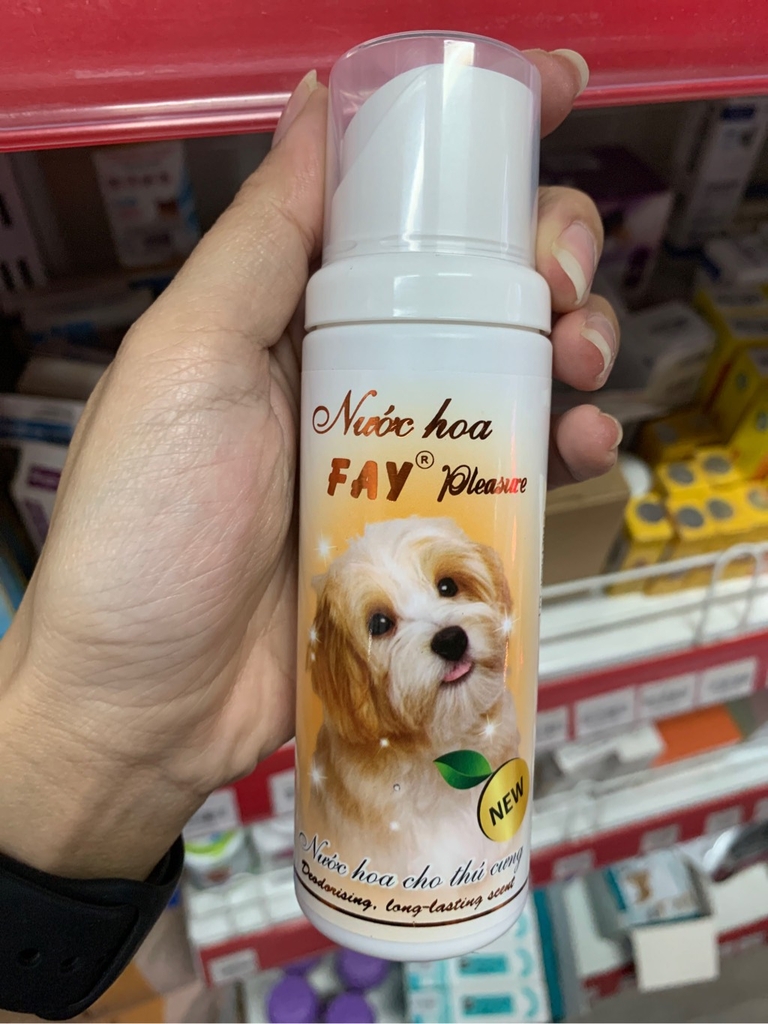 Nước hoa
FAY® Pleasure
NEW
Nước hoa cho thú cưng
Deodorising, long-lasting scent